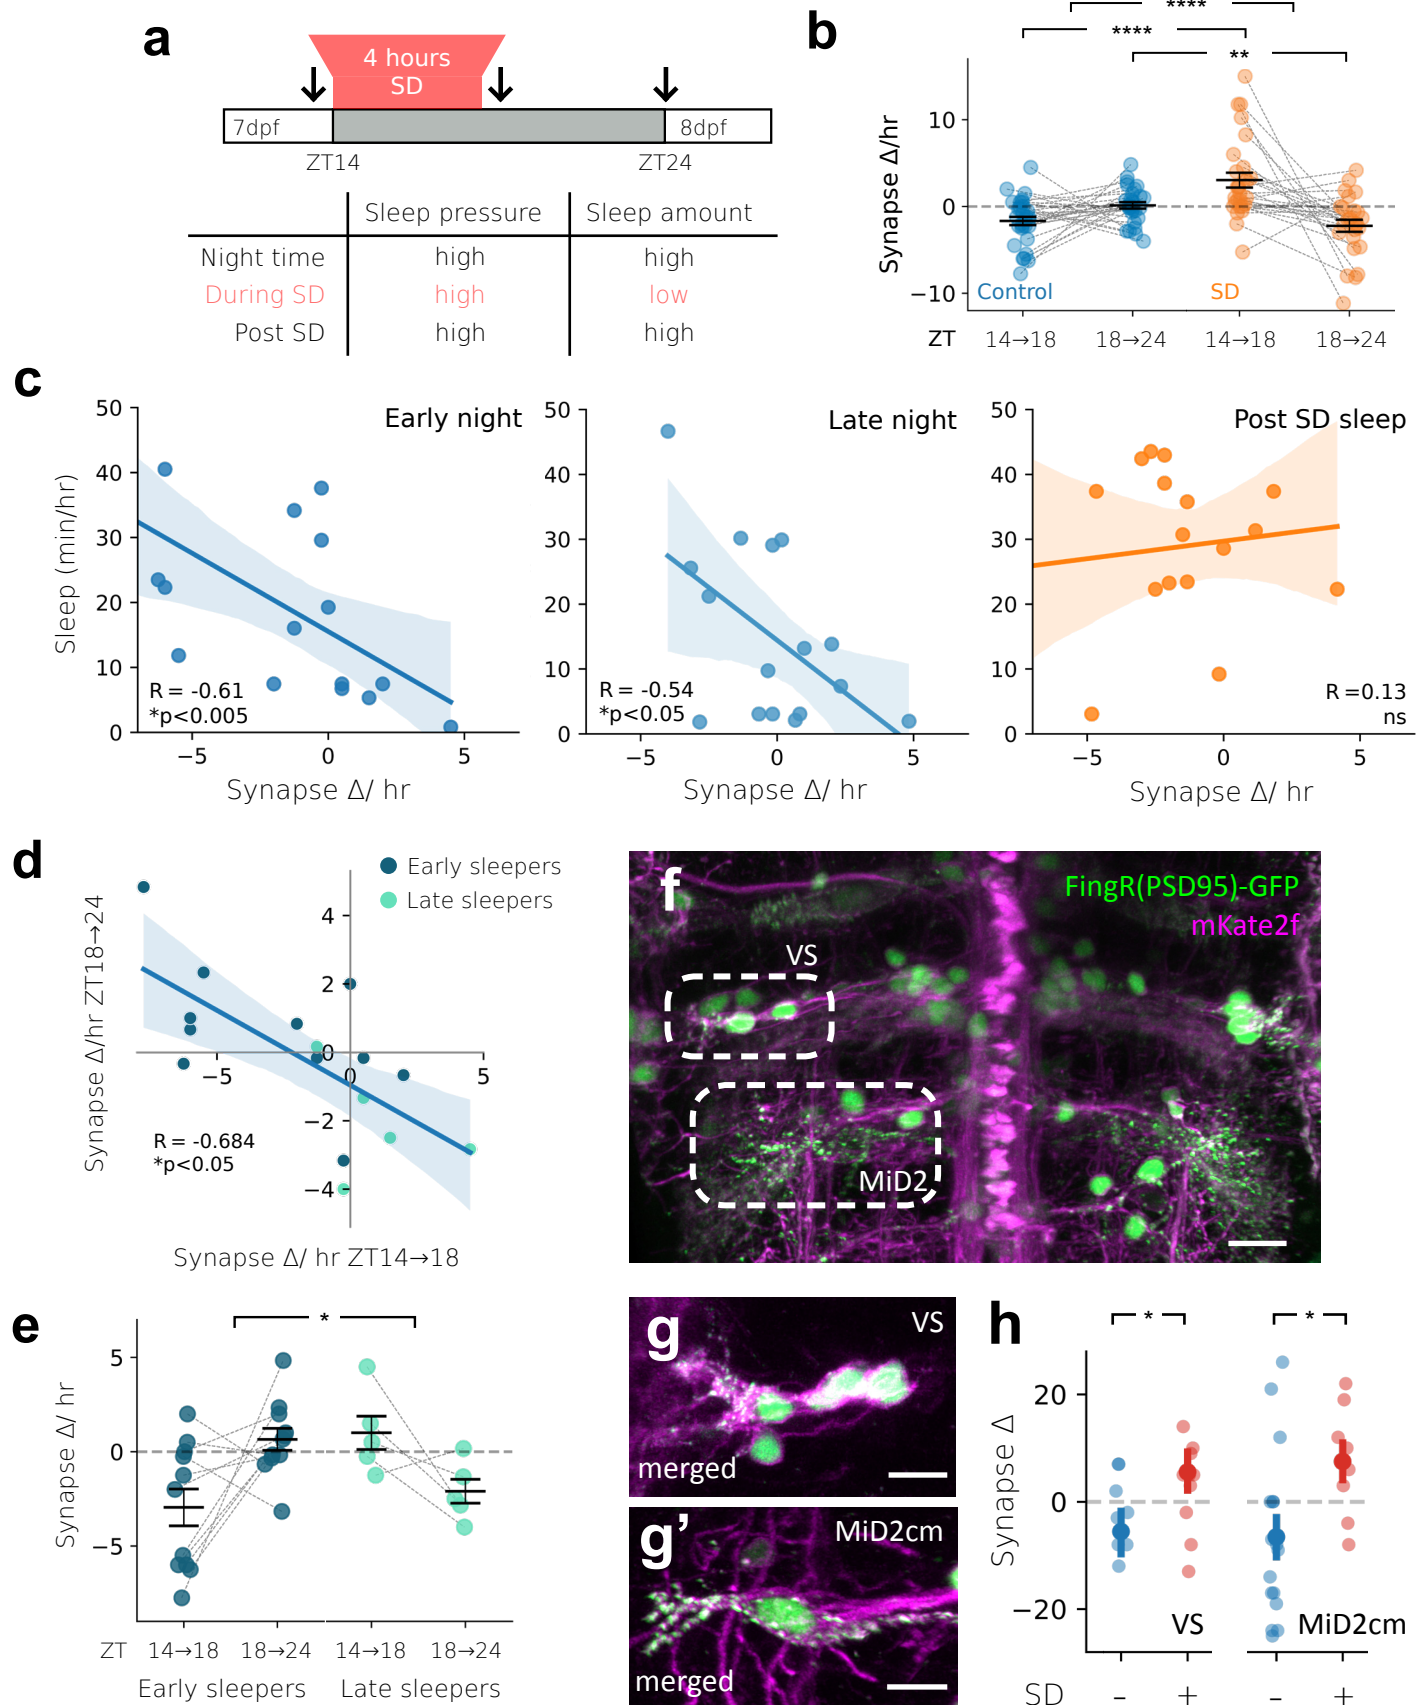 a
4 hours
SD
7dpf
8dpf
ZT14
ZT24
Sleep pressure
Sleep amount
Night time
high
high
During SD
high
low
Post SD
high
high
b
****
****
**
Synapse Δ/hr
10
0
−10
Control
SD
ZT
14→18
18→24
14→18
18→24
c
Sleep (min/hr)
50
40
30
20
10
0
Early night
R = -0.61
*p<0.005
−5
0
5
Synapse Δ/ hr
50
40
30
20
10
0
Late night
R = -0.54
*p<0.05
−5
0
5
Synapse Δ/ hr
50
40
30
20
10
0
Post SD sleep
R =0.13
ns
−5
0
5
Synapse Δ/ hr
d
Early sleepers
Late sleepers
Synapse Δ/hr ZT18→24
4
2
0
−2
−4
−5
0
5
R = -0.684
*p<0.05
Synapse Δ/ hr ZT14→18
f
FingR(PSD95)-GFP
mKate2f
VS
MiD2
e
*
Synapse Δ/ hr
5
0
−5
ZT
14→18
18→24
14→18
18→24
Early sleepers
Late sleepers
g
VS
merged
g’
MiD2cm
merged
h
*
*
Synapse Δ
20
0
−20
VS
MiD2cm
SD
-
+
-
+